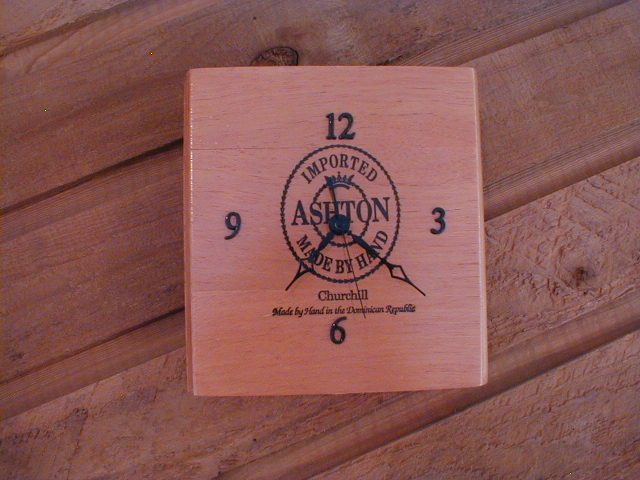 12
IMPORTED
ASHTON
9
3
MADE BY HAND
Churchill
Made by Hand in the Dominican Republic
6